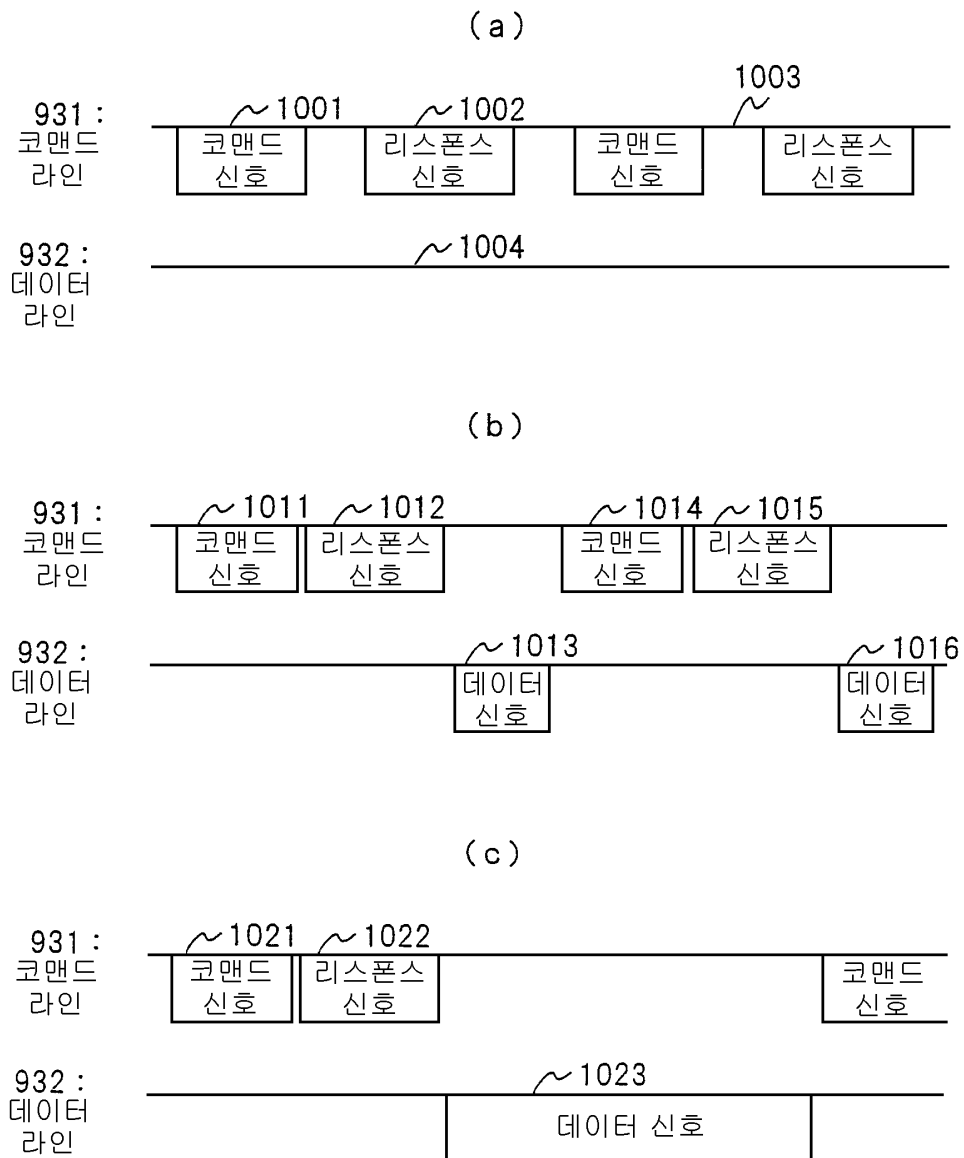 (a)
931 :
코맨드
라인
1001
1002
1003
코맨드
신호
리스폰스
신호
코맨드
신호
리스폰스
신호
932 :
데이터
라인
1004
(b)
931 :
코맨드
라인
1011
1012
1014
1015
코맨드
신호
리스폰스
신호
코맨드
신호
리스폰스
신호
932 :
데이터
라인
1013
1016
데이터
신호
데이터
신호
(c)
931 :
코맨드
라인
1021
1022
코맨드
신호
리스폰스
신호
코맨드
신호
932 :
데이터
라인
1023
데이터 신호